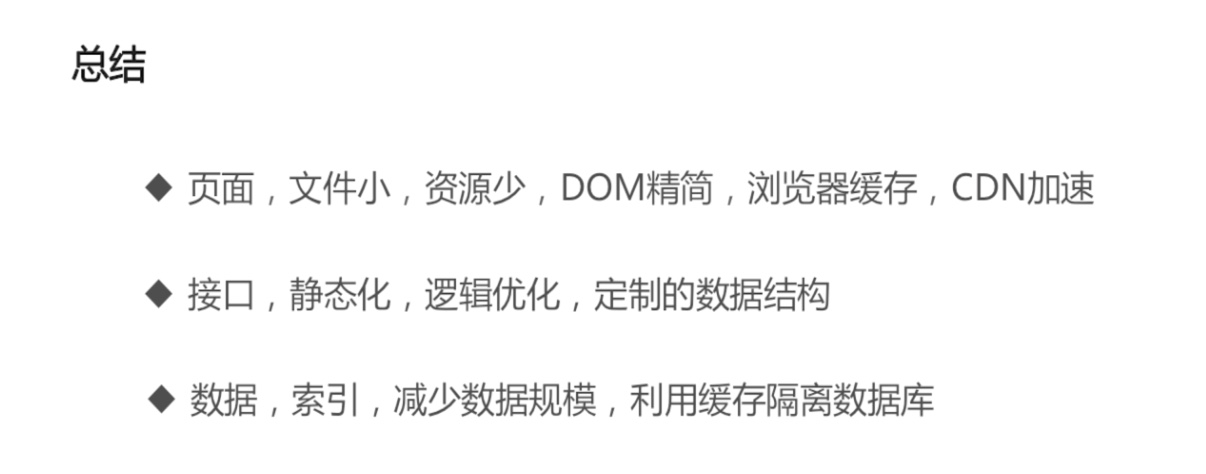 总结
◆ 页面，文件小，资源少，DOM精简，浏览器缓存，CDN加速
◆ 接口，静态化，逻辑优化，定制的数据结构
◆ 数据，索引，减少数据规模，利用缓存隔离数据库